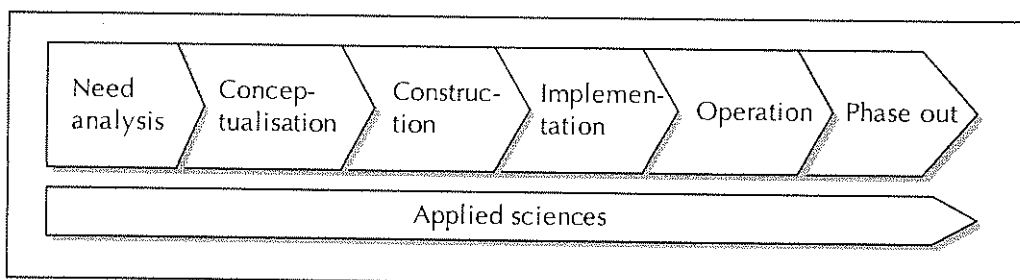 Need
analysis
Concep-
tualisation
Construc-
tion
Implemen-
tation
Operation
Phase out
Applied sciences